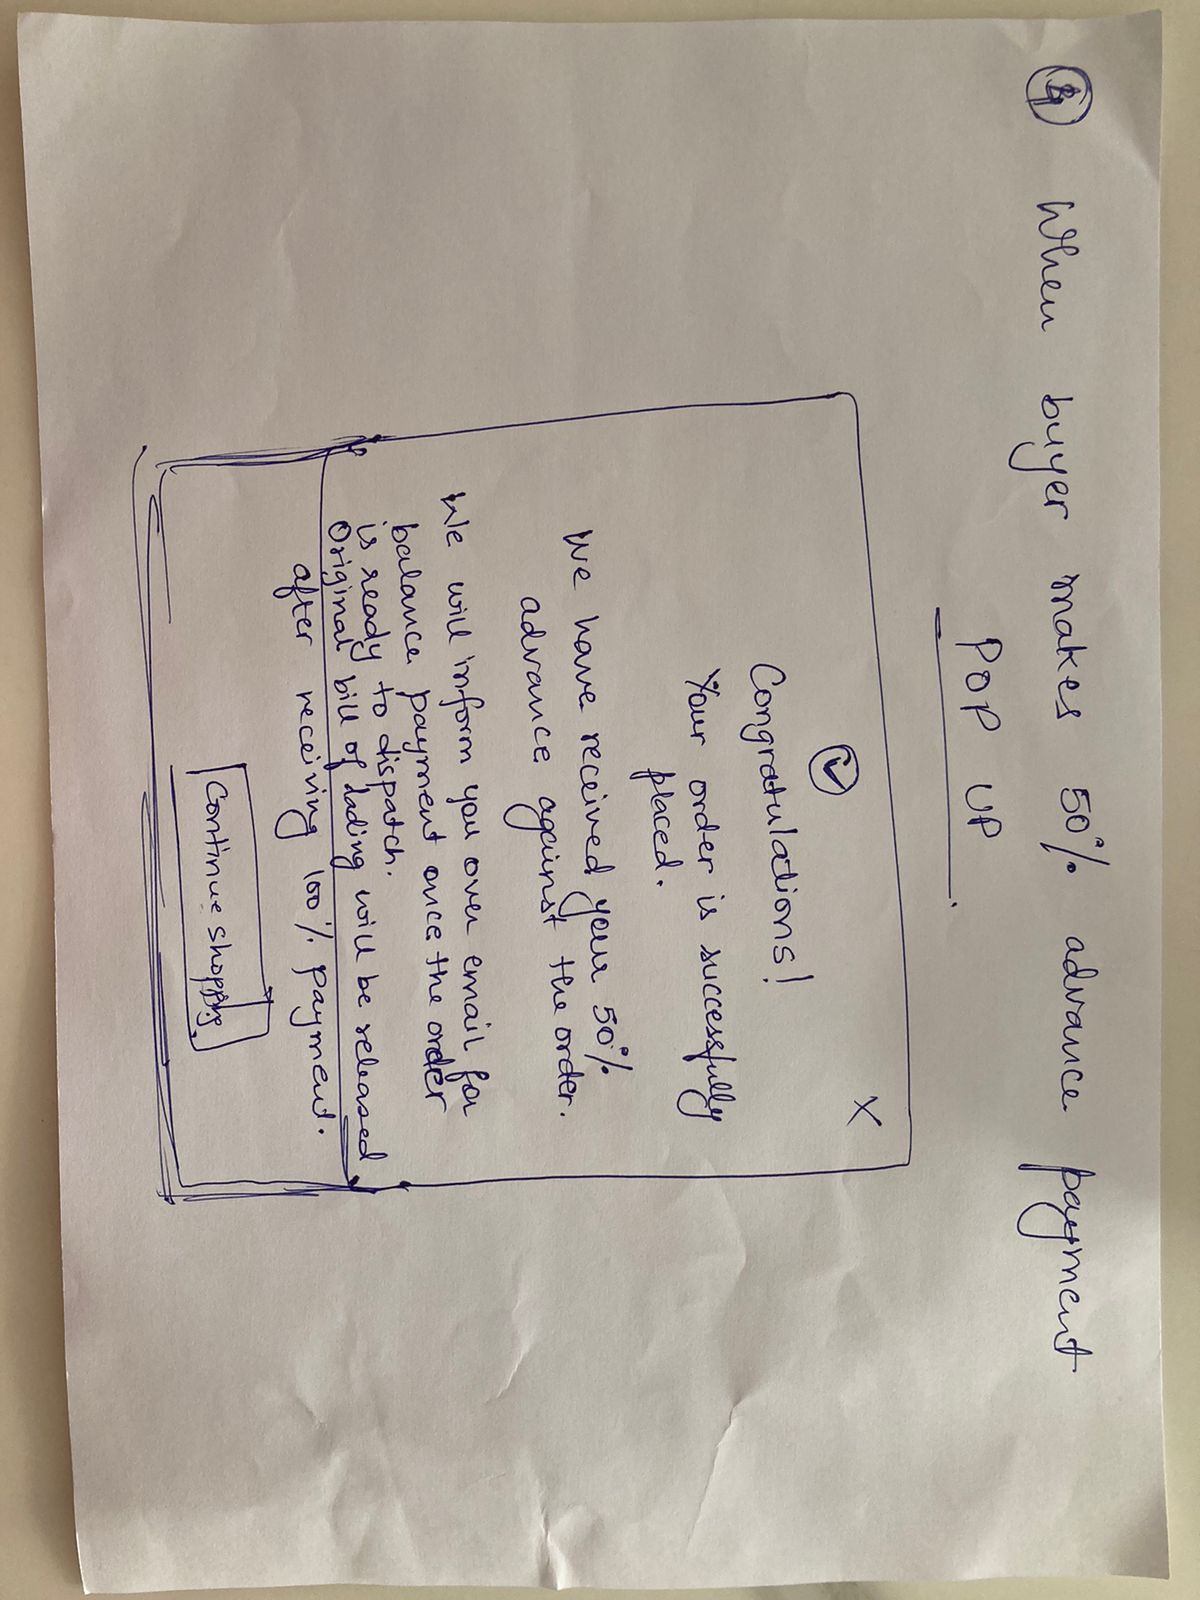 When buyer makes 50% advance payment
POP UP
X
Congratulations!
Your order is successfully
placed.
We have received your 50%
advance against the order.
We will inform you over email for
balance payment once the order
is ready to dispatch.
Original bill of lading will be released
after receiving 100% payment.
Continue shopping